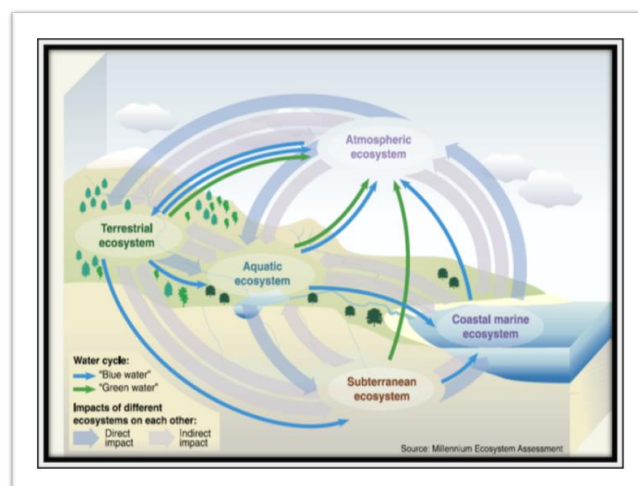 Atmospheric
ecosystem
Terrestrial
ecosystem
Aquatic
ecosystem
Coastal marine
ecosystem
Subterranean
ecosystem
Water cycle:
"Blue water"
"Green water"
Impacts of different
ecosystems on each other:
Direct
impact
Indirect
impact
Source: Millennium Ecosystem Assessment